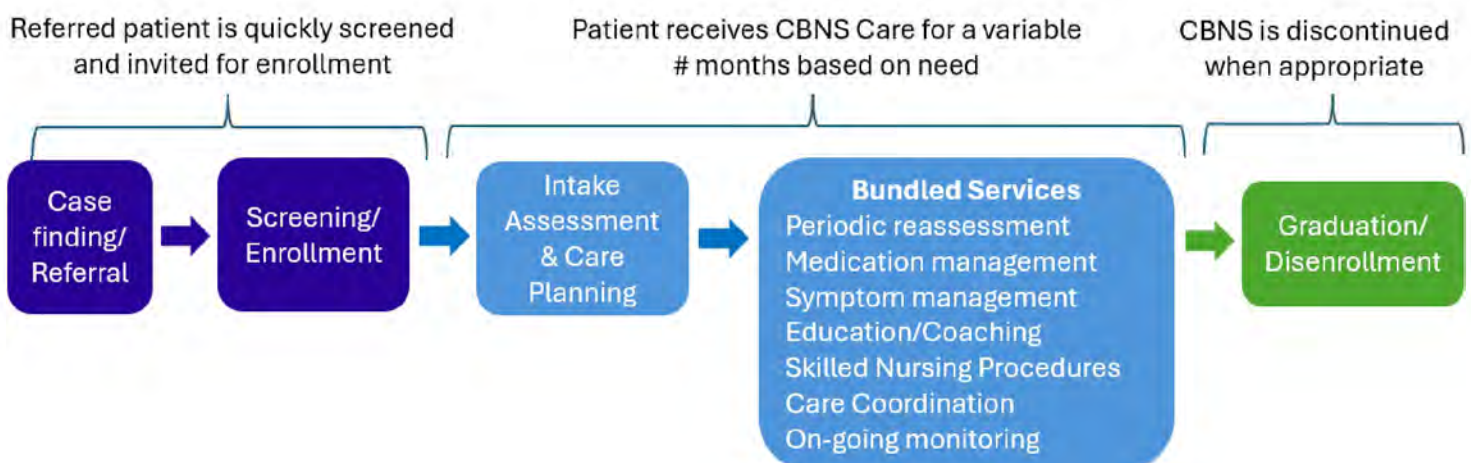 Referred patient is quickly screened
and invited for enrollment
Patient receives CBNS Care for a variable
# months based on need
CBNS is discontinued
when appropriate
Case
finding/
Referral
Screening/
Enrollment
Intake
Assessment
& Care
Planning
Bundled Services
Periodic reassessment
Medication management
Symptom management
Education/Coaching
Skilled Nursing Procedures
Care Coordination
On-going monitoring
Graduation/
Disenrollment